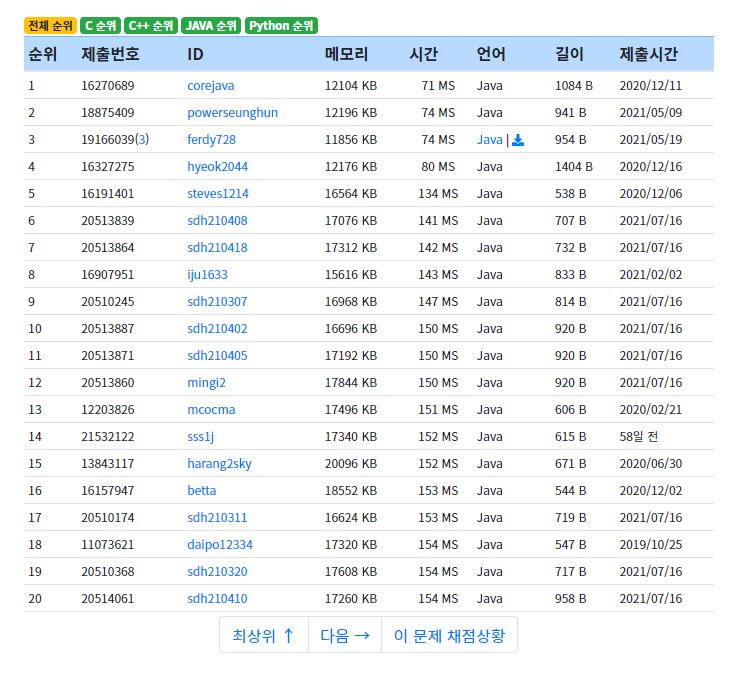 전체 순위 C 순위 C++ 순위 JAVA 순위 Python 순위
순위 제출번호 ID 메모리 시간 언어 길이 제출시간
1 16270689 corejava 12104 KB 71 MS Java 1084 B 2020/12/11
2 18875409 powerseunghun 12196 KB 74 MS Java 941 B 2021/05/09
3 19166039(3) ferdy728 11856 KB 74 MS Java | 954 B 2021/05/19
4 16327275 hyeok2044 12176 KB 80 MS Java 1404 B 2020/12/16
5 16191401 steves1214 16564 KB 134 MS Java 538 B 2020/12/06
6 20513839 sdh210408 17076 KB 141 MS Java 707 B 2021/07/16
7 20513864 sdh210418 17312 KB 142 MS Java 732 B 2021/07/16
8 16907951 iju1633 15616 KB 143 MS Java 833 B 2021/02/02
9 20510245 sdh210307 16968 KB 147 MS Java 814 B 2021/07/16
10 20513887 sdh210402 16696 KB 150 MS Java 920 B 2021/07/16
11 20513871 sdh210405 17192 KB 150 MS Java 920 B 2021/07/16
12 20513860 mingi2 17844 KB 150 MS Java 920 B 2021/07/16
13 12203826 mcocma 17496 KB 151 MS Java 606 B 2020/02/21
14 21532122 sss1j 17340 KB 152 MS Java 615 B 58일 전
15 13843117 harang2sky 20096 KB 152 MS Java 671 B 2020/06/30
16 16157947 betta 18552 KB 153 MS Java 544 B 2020/12/02
17 20510174 sdh210311 16624 KB 153 MS Java 719 B 2021/07/16
18 11073621 daipo12334 17320 KB 154 MS Java 547 B 2019/10/25
19 20510368 sdh210320 17608 KB 154 MS Java 717 B 2021/07/16
20 20514061 sdh210410 17260 KB 154 MS Java 958 B 2021/07/16
최상위 ↑ 다음 → 이 문제 채점상황